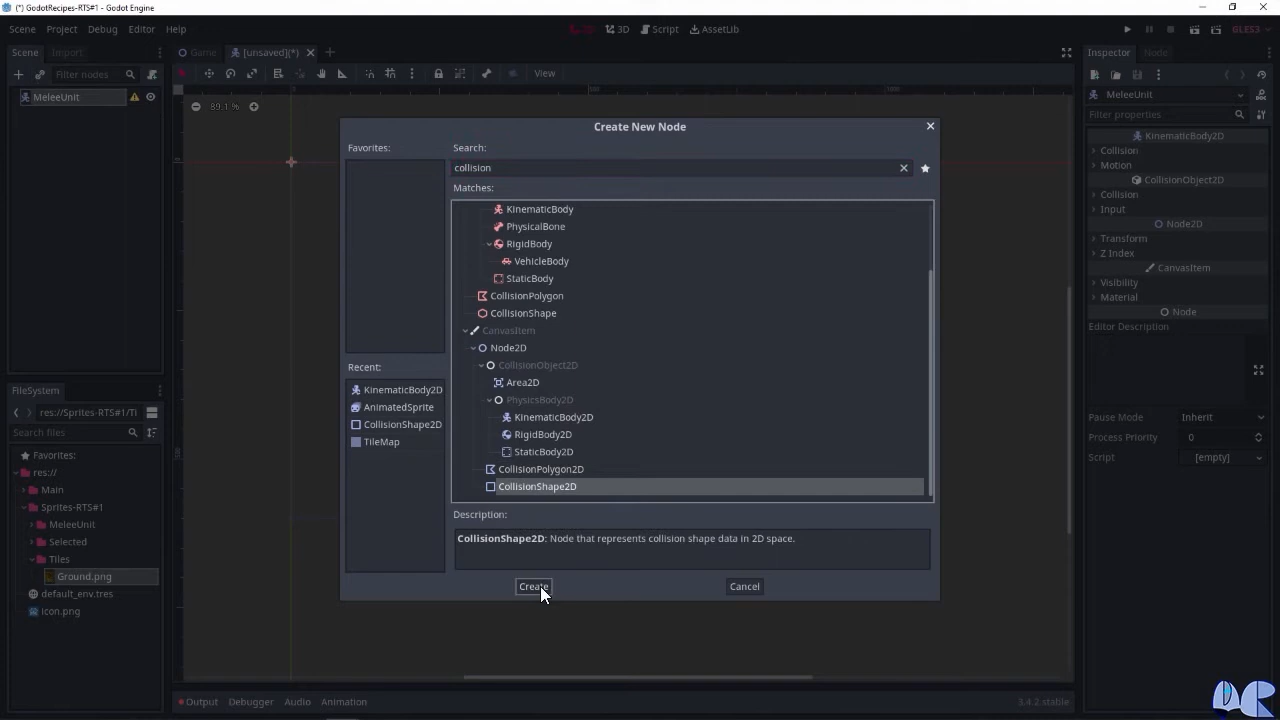 (*) GodotRecipes-RTS#1 - Godot Engine
Scene Project Debug Editor Help
3D Script AssetLib
GLES3
Scene Import
Game [unsaved](*)
Inspector Node
Filter nodes
View
MeleeUnit
89.1 %
500
1000
MeleeUnit
Filter properties
KinematicBody2D
Collision
Motion
CollisionObject2D
Collision
Input
Node2D
Transform
Z Index
CanvasItem
Visibility
Material
Node
Editor Description
Pause Mode Inherit
Process Priority 0
Script [empty]
Create New Node
Favorites:
Search:
collision
Matches:
KinematicBody
PhysicalBone
RigidBody
VehicleBody
StaticBody
CollisionPolygon
CollisionShape
CanvasItem
Node2D
CollisionObject2D
Area2D
PhysicsBody2D
KinematicBody2D
RigidBody2D
StaticBody2D
CollisionPolygon2D
CollisionShape2D
Recent:
KinematicBody2D
AnimatedSprite
CollisionShape2D
TileMap
Description:
CollisionShape2D: Node that represents collision shape data in 2D space.
Create Cancel
FileSystem
res://Sprites-RTS#1/Ti
Search files
Favorites:
res://
Main
Sprites-RTS#1
MeleeUnit
Selected
Tiles
Ground.png
default_env.tres
icon.png
Output Debugger Audio Animation
3.4.2.stable